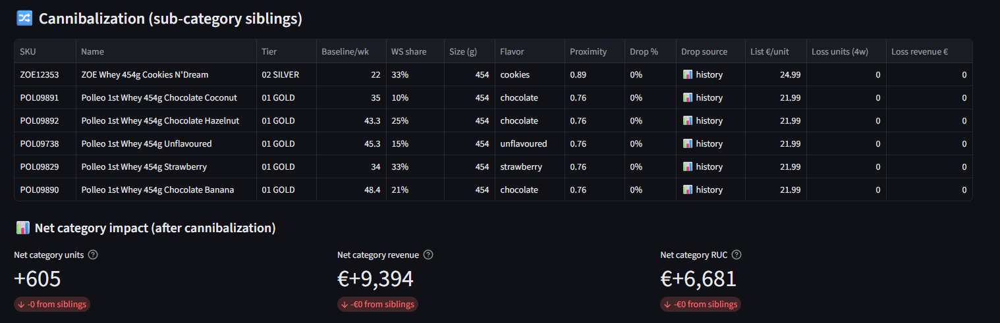 Cannibalization (sub-category siblings)
SKU Name Tier Baseline/wk WS share Size (g) Flavor Proximity Drop % Drop source List €/unit Loss units (4w) Loss revenue €
ZOE12353 ZOE Whey 454g Cookies N'Dream 02 SILVER 22 33% 454 cookies 0.89 0% history 24.99 0 0
POL09891 Polleo 1st Whey 454g Chocolate Coconut 01 GOLD 35 10% 454 chocolate 0.76 0% history 21.99 0 0
POL09892 Polleo 1st Whey 454g Chocolate Hazelnut 01 GOLD 43.3 25% 454 chocolate 0.76 0% history 21.99 0 0
POL09738 Polleo 1st Whey 454g Unflavoured 01 GOLD 45.3 15% 454 unflavoured 0.76 0% history 21.99 0 0
POL09829 Polleo 1st Whey 454g Strawberry 01 GOLD 34 33% 454 strawberry 0.76 0% history 21.99 0 0
POL09890 Polleo 1st Whey 454g Chocolate Banana 01 GOLD 48.4 21% 454 chocolate 0.76 0% history 21.99 0 0
Net category impact (after cannibalization)
Net category units Net category revenue Net category RUC
+605 €+9,394 €+6,681
↓ -0 from siblings ↓ -€0 from siblings ↓ -€0 from siblings